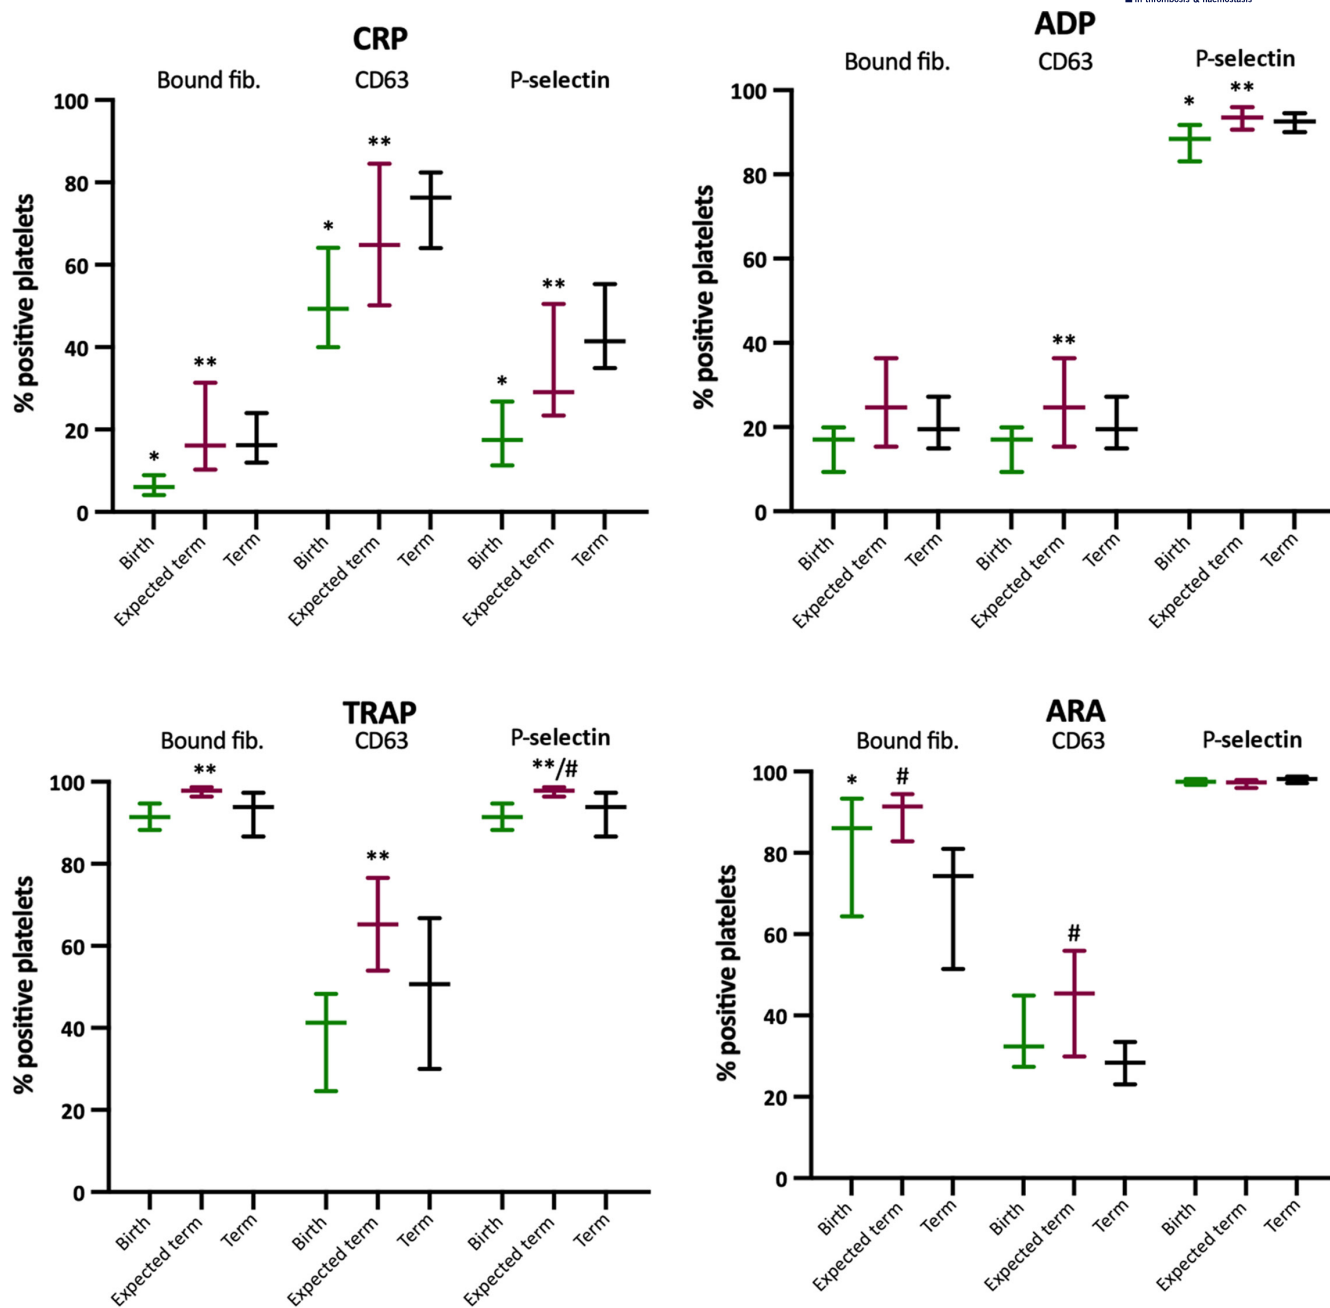 in thrombosis & haemostasis
CRP
Bound fib. CD63 P-selectin
% positive platelets
100
80
60
40
20
0
* ** * ** * **
Birth Expected term Term Birth Expected term Term Birth Expected term Term
ADP
Bound fib. CD63 P-selectin
% positive platelets
100
80
60
40
20
0
** * **
Birth Expected term Term Birth Expected term Term Birth Expected term Term
TRAP
Bound fib. CD63 P-selectin
% positive platelets
100
80
60
40
20
0
** ** **/#
Birth Expected term Term Birth Expected term Term Birth Expected term Term
ARA
Bound fib. CD63 P-selectin
% positive platelets
100
80
60
40
20
0
* # #
Birth Expected term Term Birth Expected term Term Birth Expected term Term